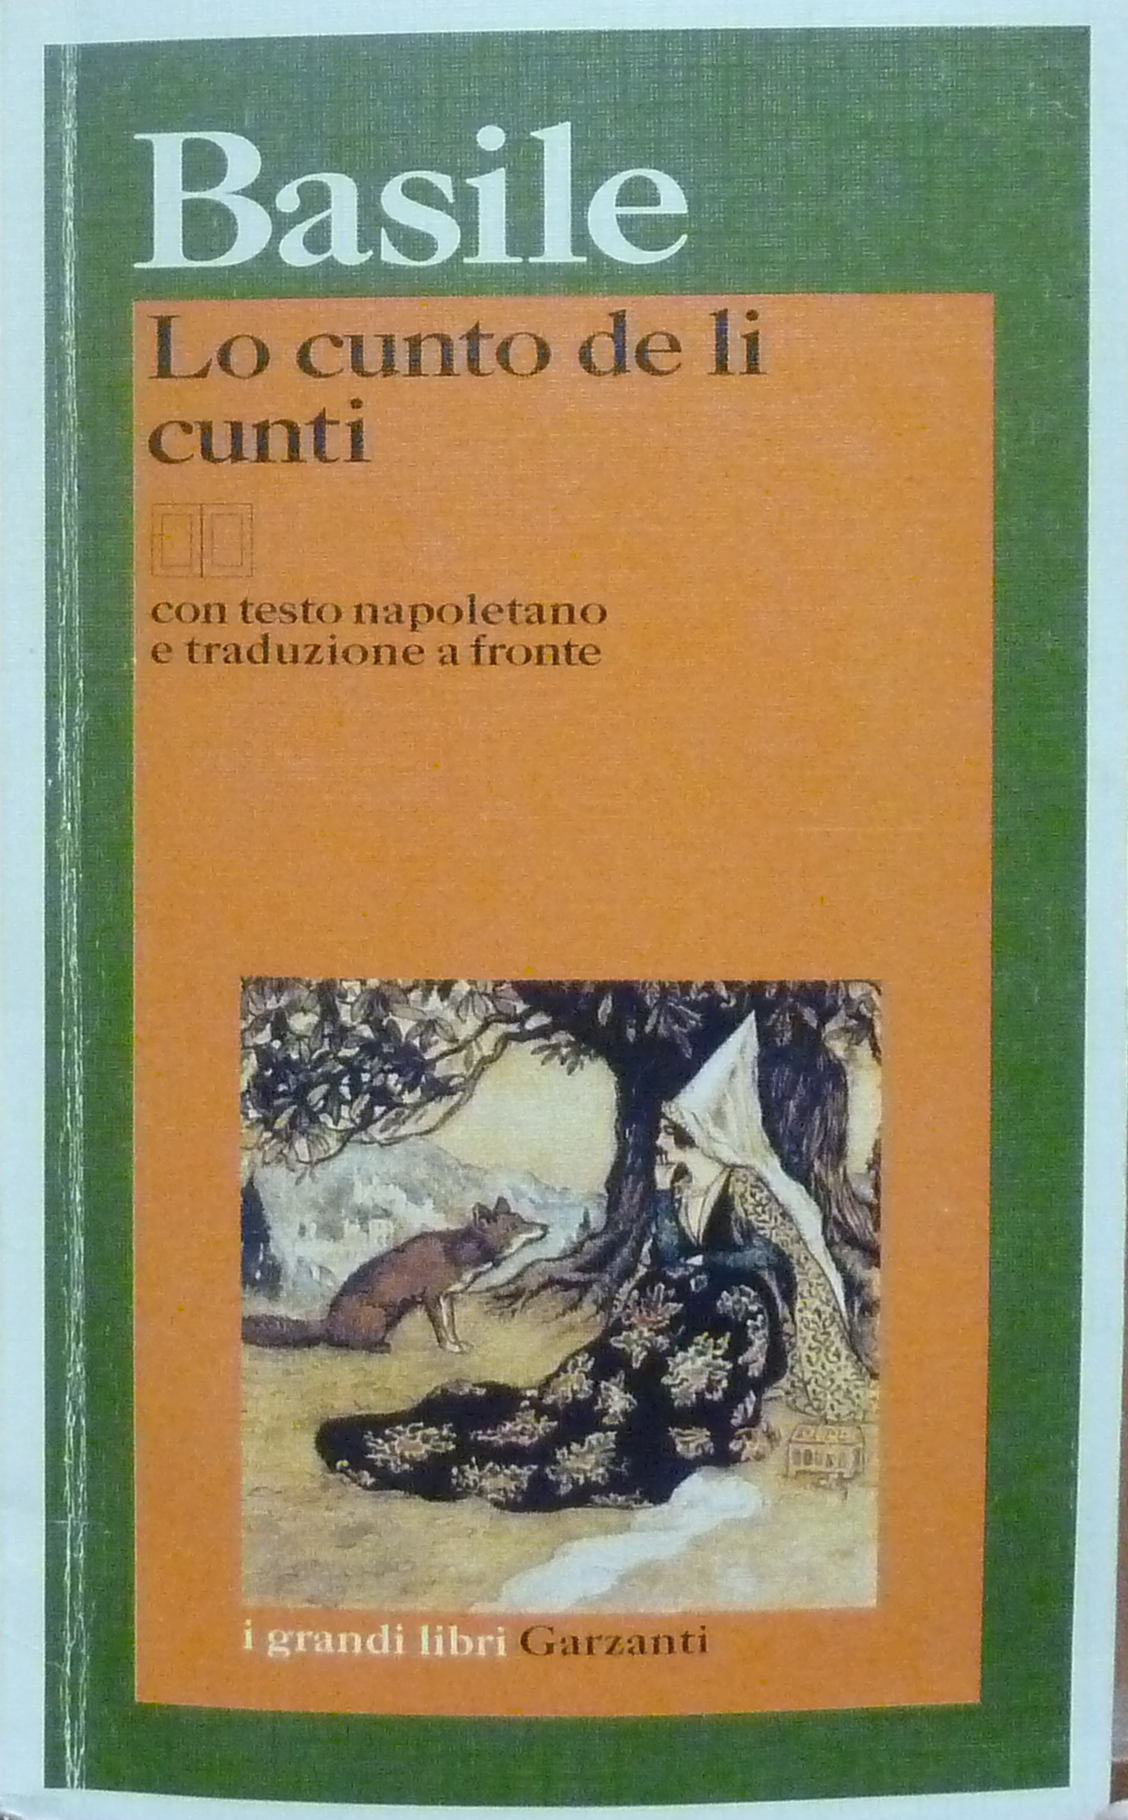 Basile
Lo cunto de li
cunti
con testo napoletano
e traduzione a fronte
i grandi libri Garzanti